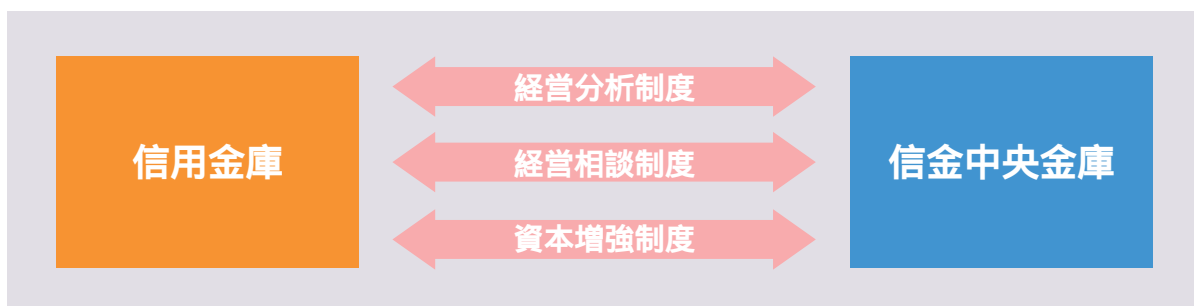 信用金庫
経営分析制度
経営相談制度
資本増強制度
信金中央金庫